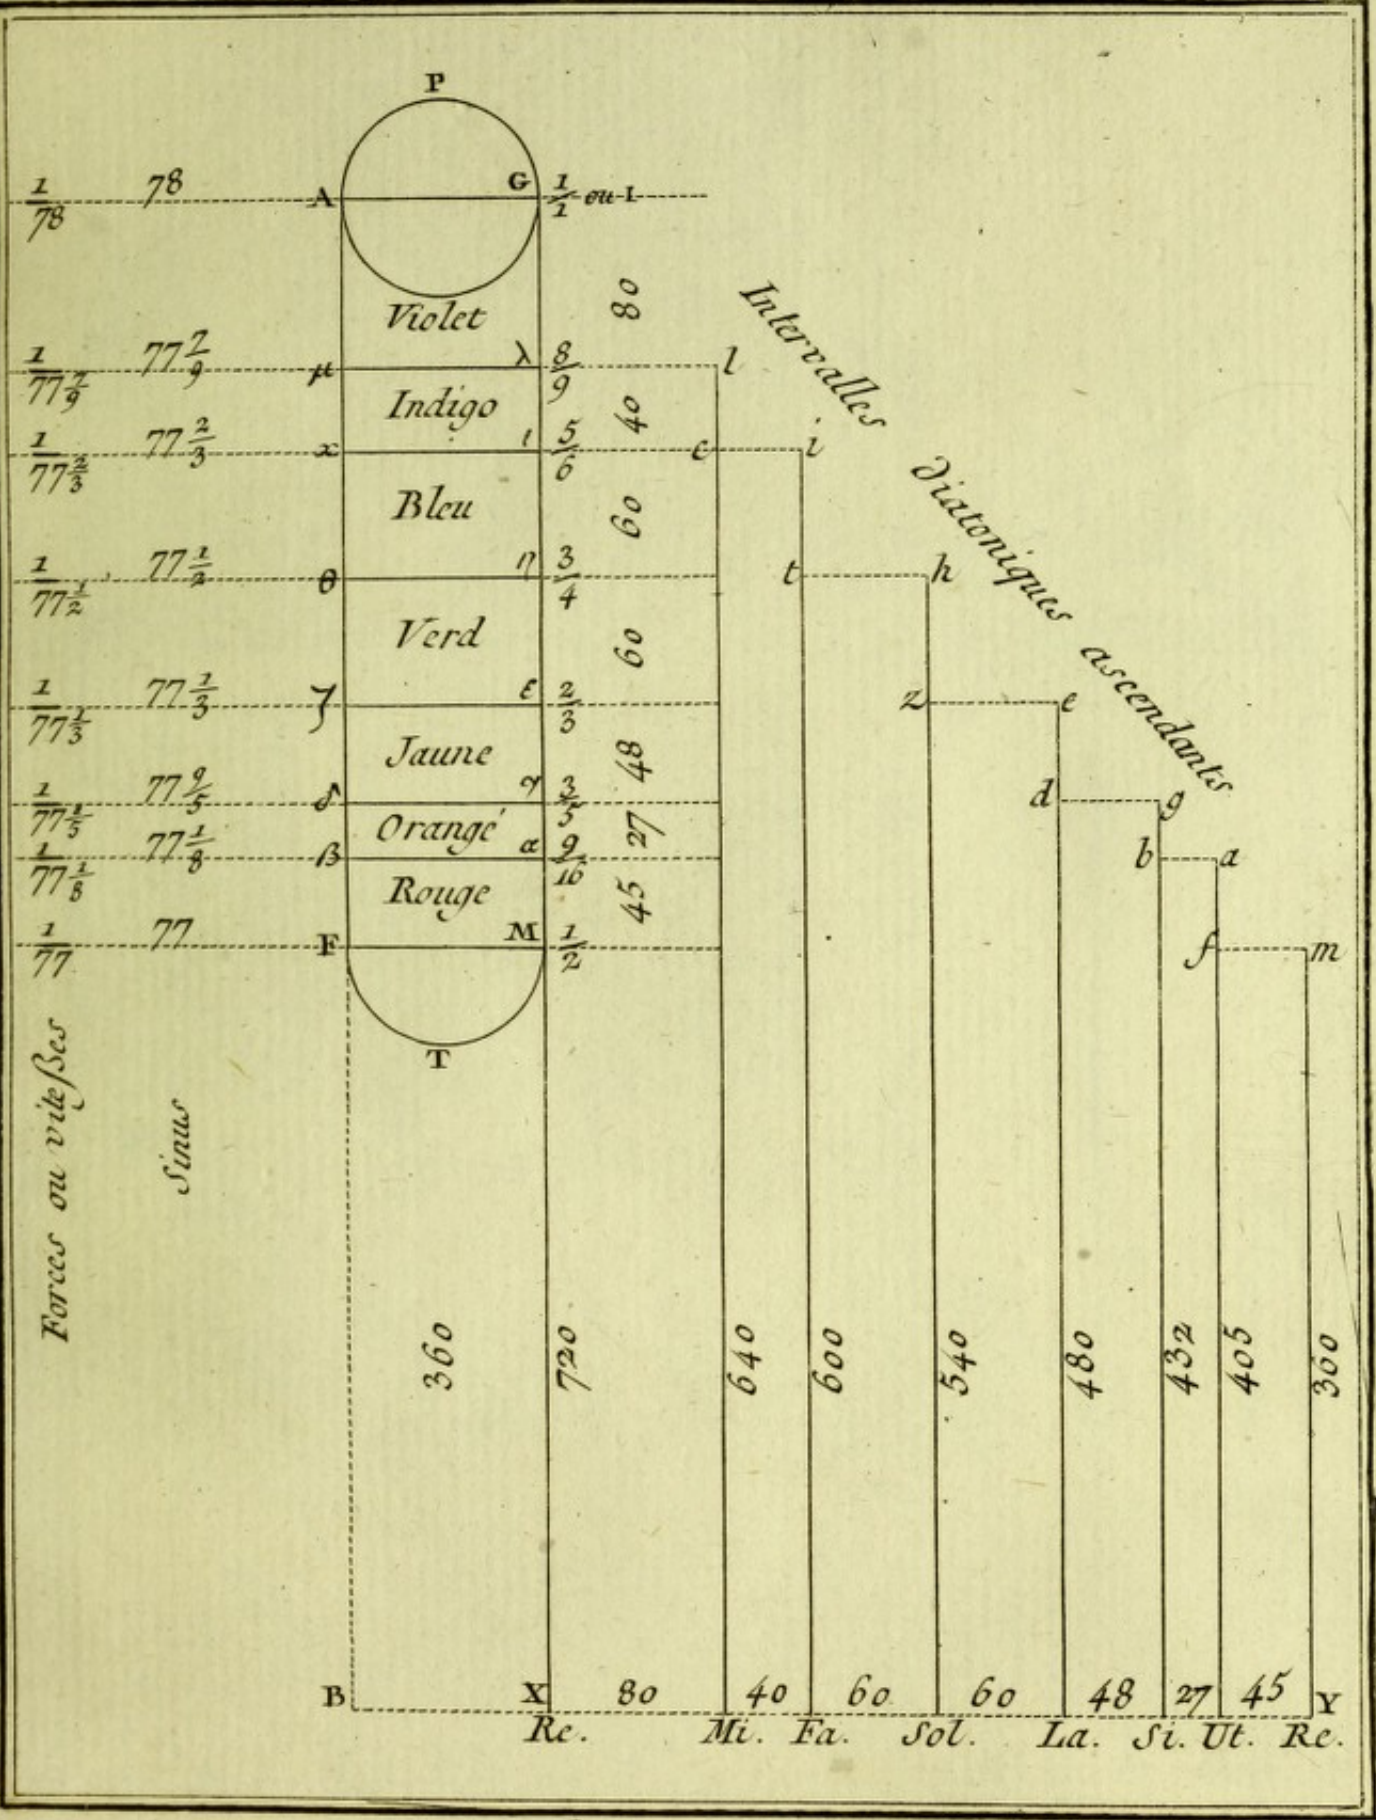 P
1/78 78 A G 1/1 ou 1
Violet 80
1/77 7/9 77 7/9 μ λ 8/9 l
Indigo 40
1/77 2/3 77 2/3 x ι 5/6 c i
Bleu 60
1/77 1/2 77 1/2 θ η 3/4 t h
Verd 60
1/77 1/3 77 1/3 ζ ε 2/3 z e
Jaune 48
1/77 1/5 77 9/5 δ γ 3/5 d g
Orangé 27
1/77 1/8 77 1/8 β α 9/16 b a
Rouge 45
1/77 77 F M 1/2 f m
T
Intervalles diatoniques ascendants
Forces ou viteßes
Sinus
360 720 640 600 540 480 432 405 360
B X 80 40 60 60 48 27 45 Y
Re. Mi. Fa. Sol. La. Si. Ut. Re.